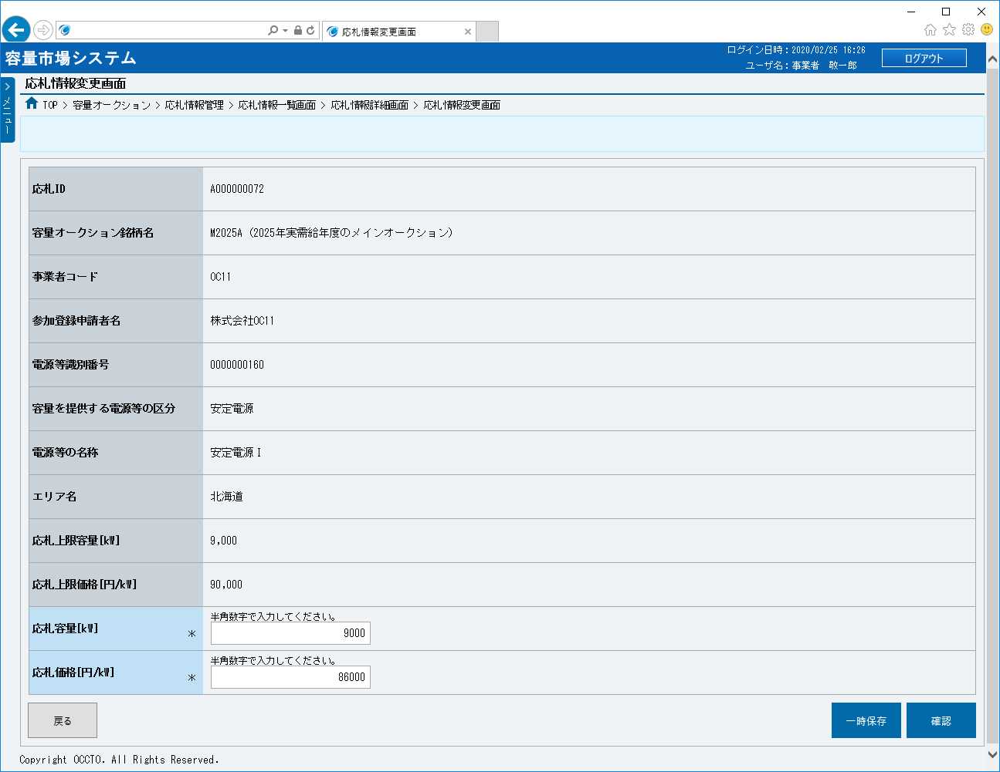 応札情報変更画面
容量市場システム
ログイン日時：2020/02/25 16:26
ユーザ名：事業者　敬一郎
ログアウト
メニュー
応札情報変更画面
TOP > 容量オークション > 応札情報管理 > 応札情報一覧画面 > 応札情報詳細画面 > 応札情報変更画面
応札ID
A000000072
容量オークション銘柄名
M2025A（2025年実需給年度のメインオークション）
事業者コード
OC11
参加登録申請者名
株式会社OC11
電源等識別番号
0000000160
容量を提供する電源等の区分
安定電源
電源等の名称
安定電源Ⅰ
エリア名
北海道
応札上限容量[kW]
9,000
応札上限価格[円/kW]
90,000
応札容量[kW]
＊
半角数字で入力してください。
9000
応札価格[円/kW]
＊
半角数字で入力してください。
86000
戻る
一時保存
確認
Copyright OCCTO. All Rights Reserved.